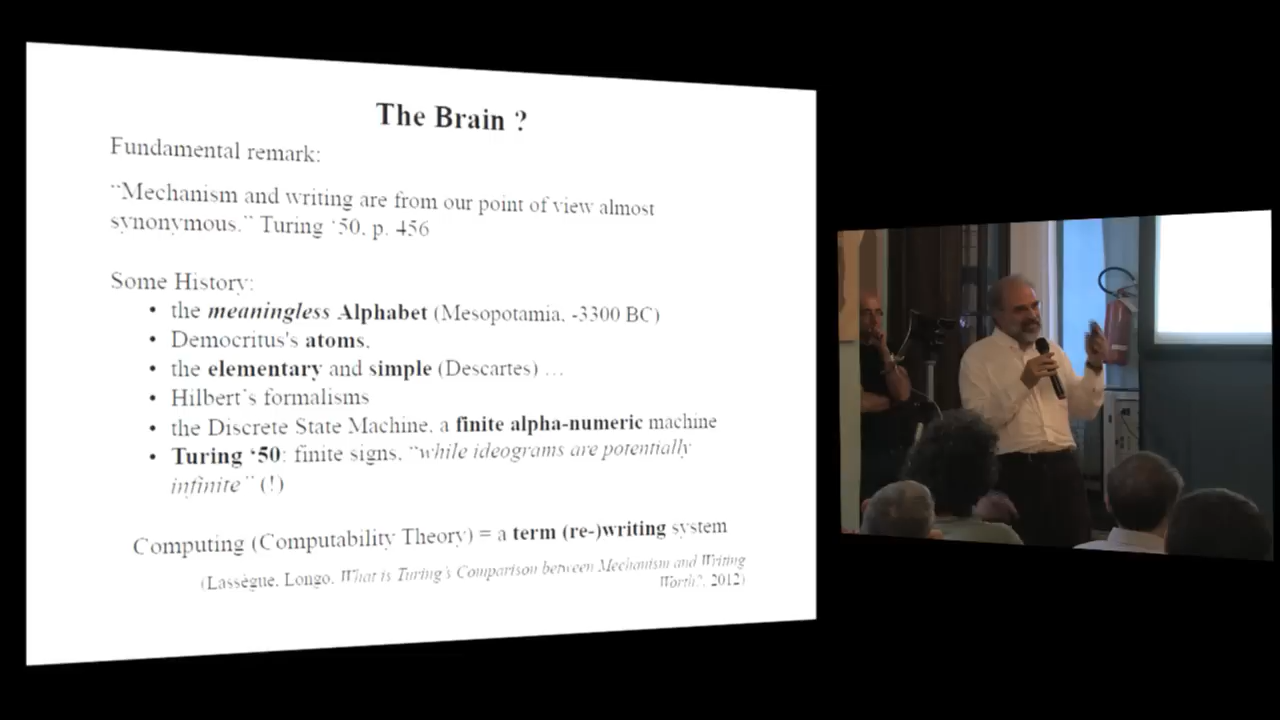 The Brain ?
Fundamental remark:
“Mechanism and writing are from our point of view almost
synonymous.” Turing ‘50, p. 456
Some History:
• the meaningless Alphabet (Mesopotamia, -3300 BC)
• Democritus's atoms,
• the elementary and simple (Descartes) …
• Hilbert’s formalisms
• the Discrete State Machine, a finite alpha-numeric machine
• Turing ‘50: finite signs, “while ideograms are potentially
infinite” (!)
Computing (Computability Theory) = a term (re-)writing system
(Lassègue, Longo, What is Turing’s Comparison between Mechanism and Writing
Worth?, 2012)